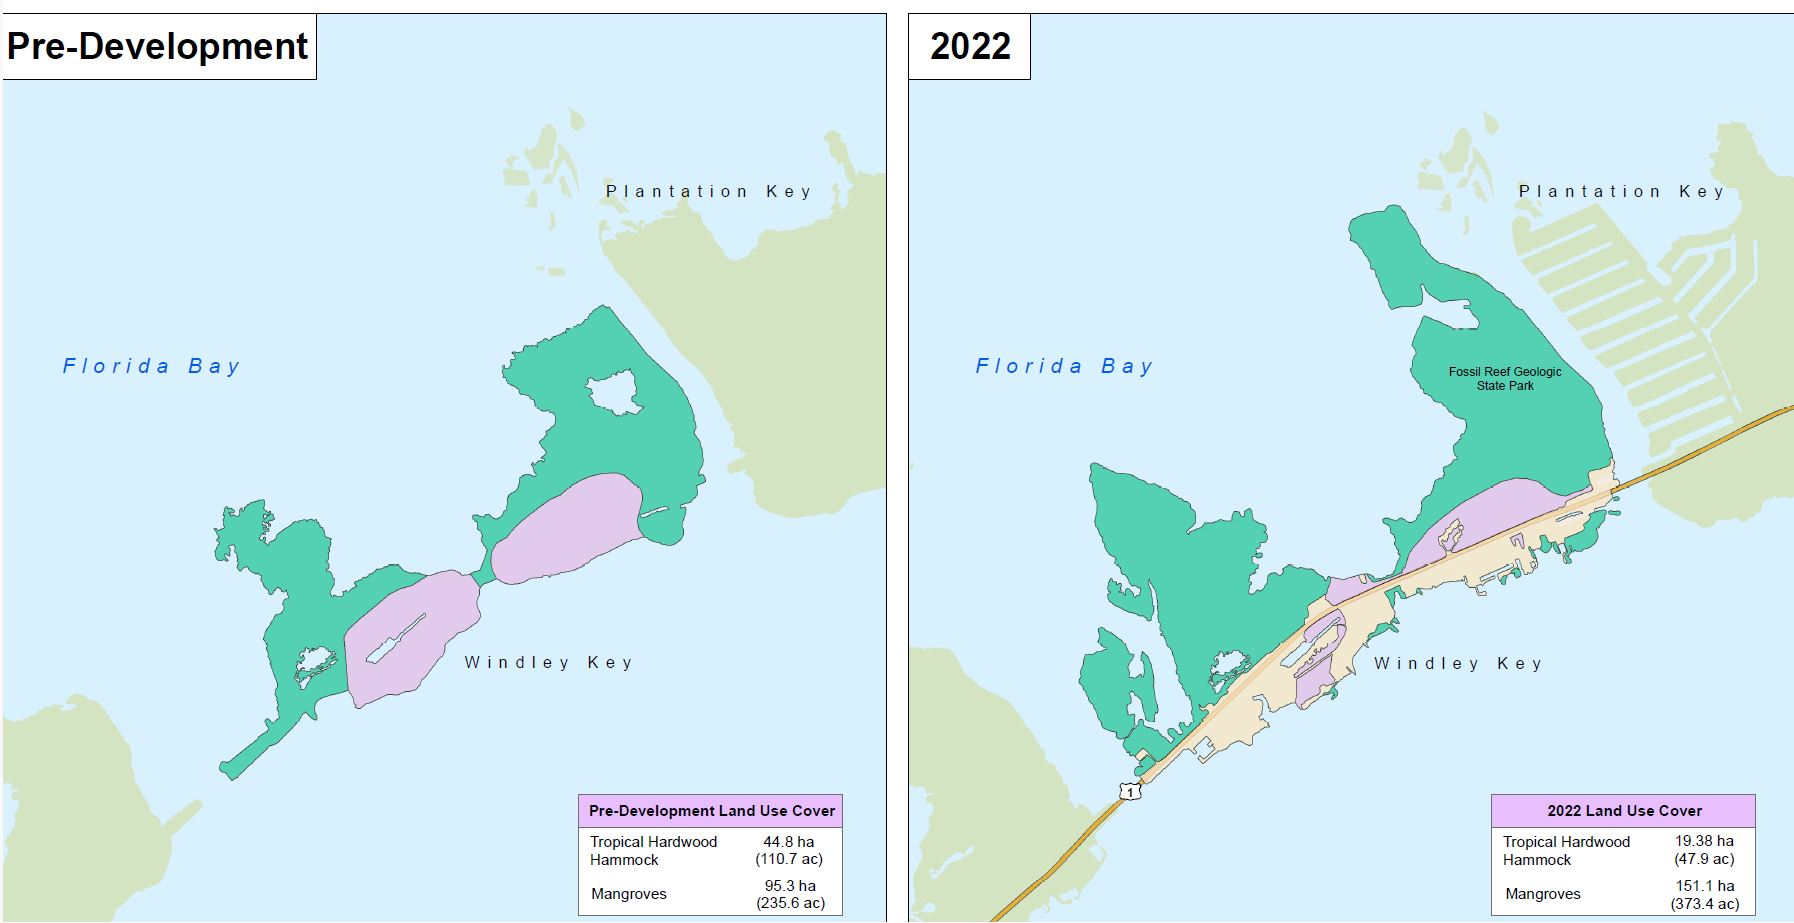 Pre-Development
Plantation Key
Florida Bay
Windley Key
Pre-Development Land Use Cover
Tropical Hardwood
Hammock
44.8 ha
(110.7 ac)
Mangroves
95.3 ha
(235.6 ac)
2022
Plantation Key
Florida Bay
Fossil Reef Geologic
State Park
Windley Key
1
2022 Land Use Cover
Tropical Hardwood
Hammock
19.38 ha
(47.9 ac)
Mangroves
151.1 ha
(373.4 ac)